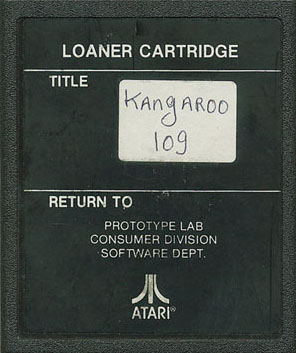 LOANER CARTRIDGE
TITLE
KangaROO
109
RETURN TO
PROTOTYPE LAB
CONSUMER DIVISION
SOFTWARE DEPT.
ATARI®